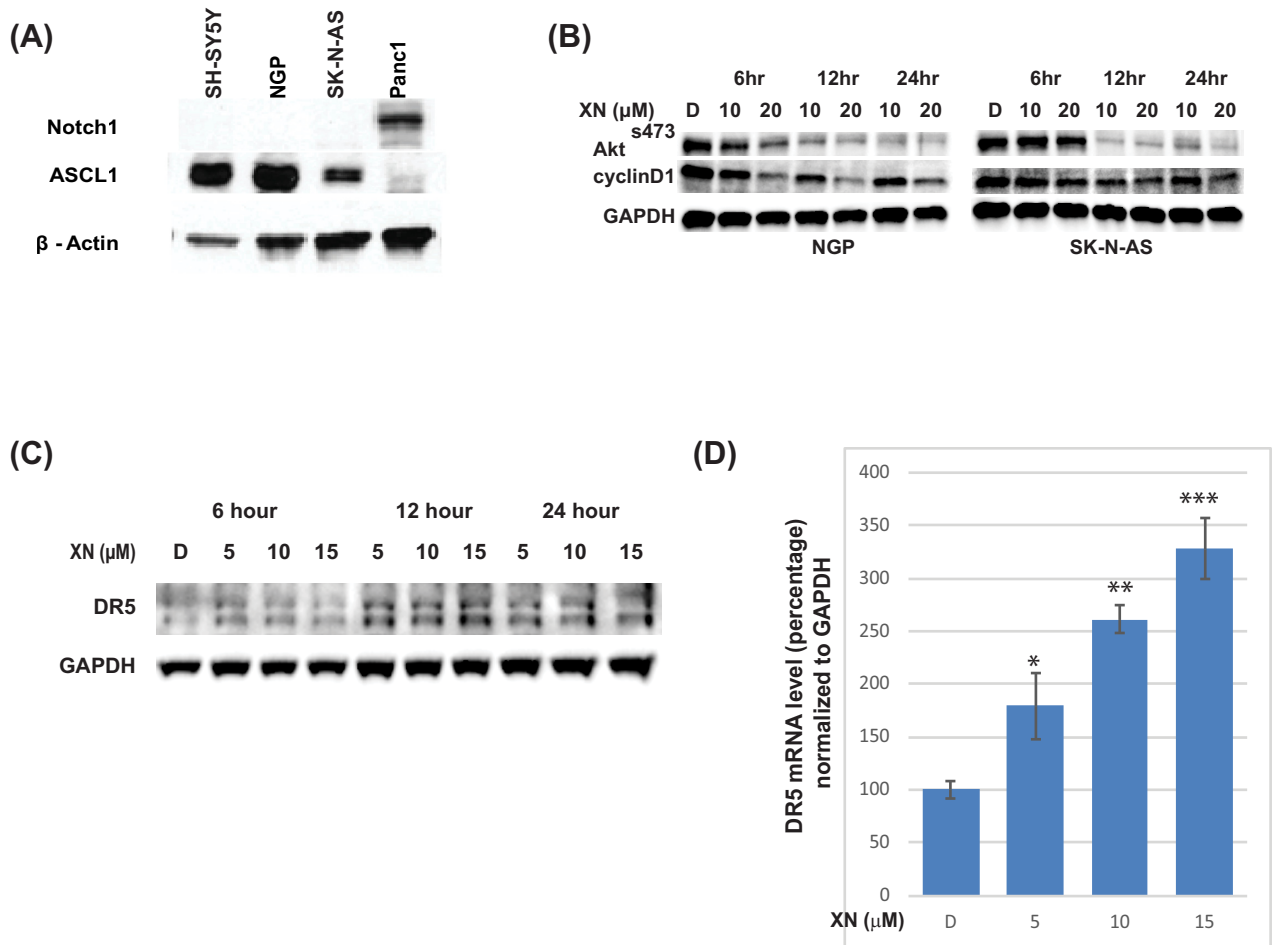 (A)
SH-SY5Y NGP SK-N-AS Panc1
Notch1
ASCL1
β - Actin
(B)
6hr 12hr 24hr 6hr 12hr 24hr
XN (µM) D 10 20 10 20 10 20 D 10 20 10 20 10 20
Akt s473
cyclinD1
GAPDH
NGP SK-N-AS
(C)
6 hour 12 hour 24 hour
XN (µM) D 5 10 15 5 10 15 5 10 15
DR5
GAPDH
(D)
DR5 mRNA level (percentage)
normalized to GAPDH
400
350
300
250
200
150
100
50
0
*
**
***
XN (µM) D 5 10 15